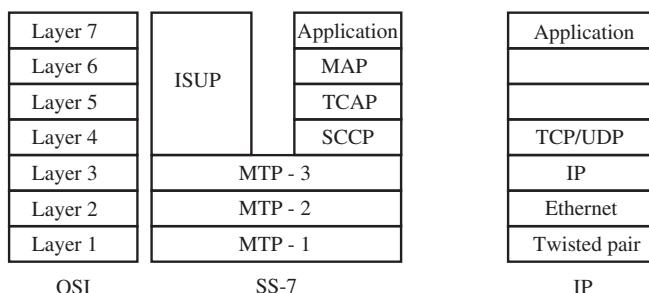 Layer 7 Application Application
Layer 6 MAP
ISUP
Layer 5 TCAP
Layer 4 SCCP TCP/UDP
Layer 3 MTP - 3 IP
Layer 2 MTP - 2 Ethernet
Layer 1 MTP - 1 Twisted pair
OSI SS-7 IP